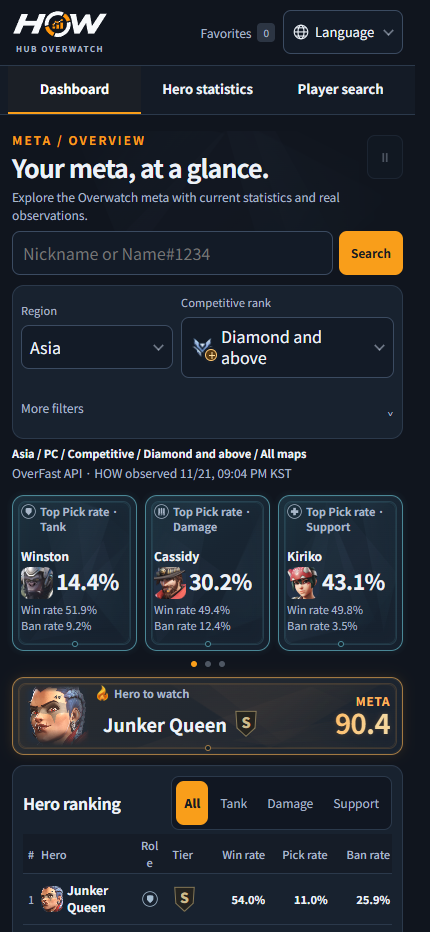 HOW
HUB OVERWATCH
Favorites 0
Language
Dashboard Hero statistics Player search
META / OVERVIEW
Your meta, at a glance.
Explore the Overwatch meta with current statistics and real
observations.
Nickname or Name#1234
Search
Region
Competitive rank
Asia
Diamond and
above
More filters
Asia / PC / Competitive / Diamond and above / All maps
OverFast API · HOW observed 11/21, 09:04 PM KST
Top Pick rate ·
Tank
Winston
14.4%
Win rate 51.9%
Ban rate 9.2%
Top Pick rate ·
Damage
Cassidy
30.2%
Win rate 49.4%
Ban rate 12.4%
Top Pick rate ·
Support
Kiriko
43.1%
Win rate 49.8%
Ban rate 3.5%
Hero to watch
Junker Queen S
META
90.4
Hero ranking
All Tank Damage Support
# Hero Rol
e Tier Win rate Pick rate Ban rate
1 Junker
Queen S 54.0% 11.0% 25.9%